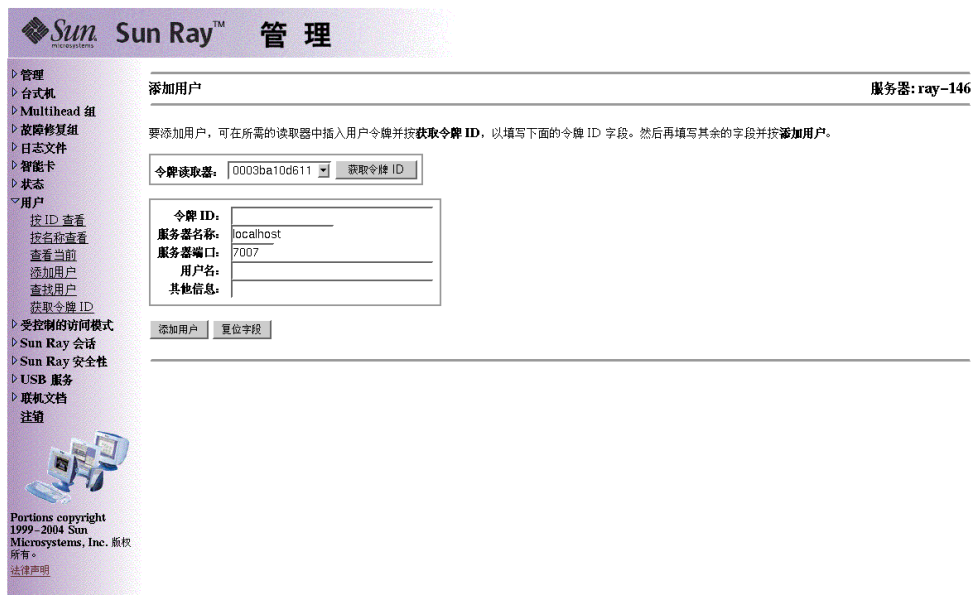 Sun
microsystems
Sun Ray™ 管理
管理
台式机
Multihead 组
故障修复组
日志文件
智能卡
状态
用户
按 ID 查看
按名称查看
查看当前
添加用户
查找用户
获取令牌 ID
受控制的访问模式
Sun Ray 会话
Sun Ray 安全性
USB 服务
联机文档
注销
Portions copyright
1999-2004 Sun
Microsystems, Inc. 版权
所有。
法律声明
添加用户 服务器: ray-146
要添加用户，可在所需的读取器中插入用户令牌并按获取令牌 ID，以填写下面的令牌 ID 字段。然后再填写其余的字段并按添加用户。
令牌读取器: 0003ba10d611 获取令牌 ID
令牌 ID:
服务器名称: localhost
服务器端口: 7007
用户名:
其他信息:
添加用户 复位字段